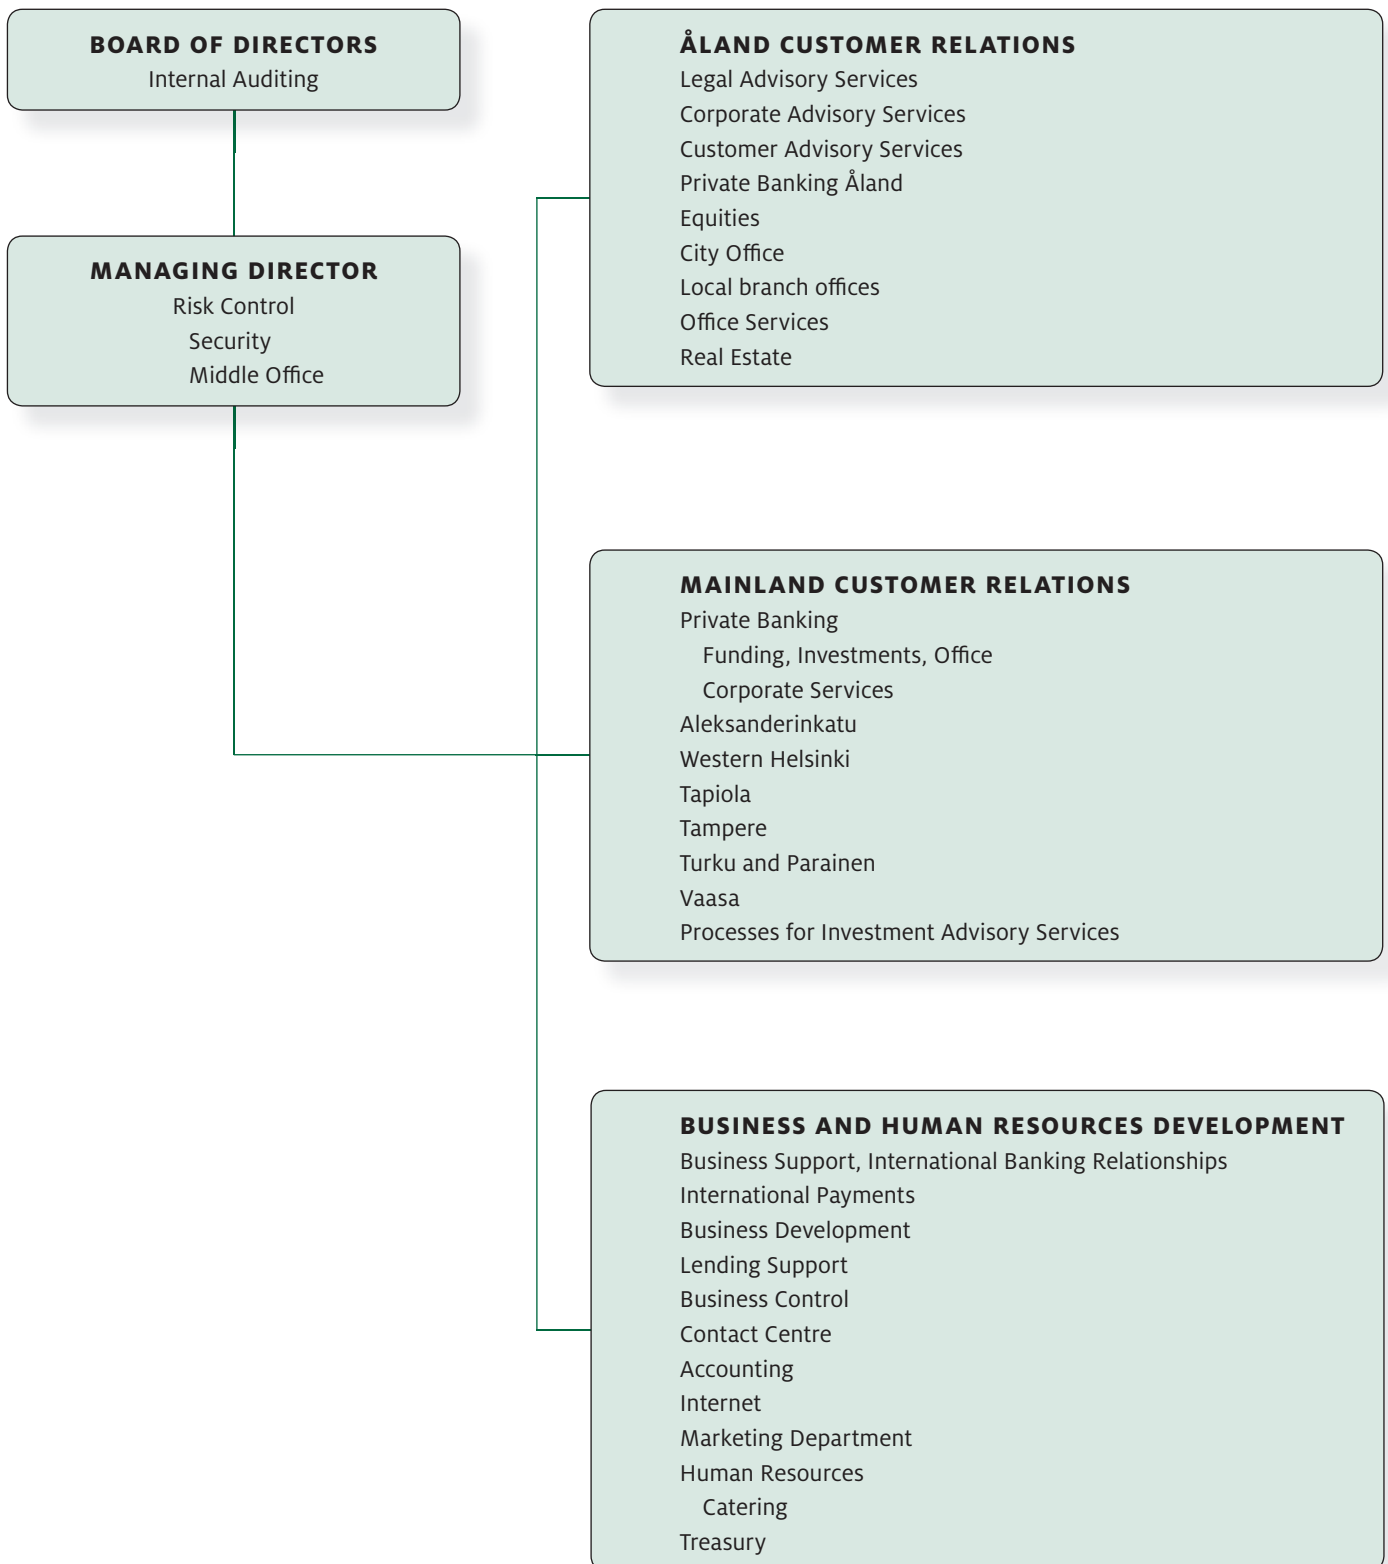 BOARD OF DIRECTORS
Internal Auditing
MANAGING DIRECTOR
Risk Control
Security
Middle Office
ÅLAND CUSTOMER RELATIONS
Legal Advisory Services
Corporate Advisory Services
Customer Advisory Services
Private Banking Åland
Equities
City Office
Local branch offices
Office Services
Real Estate
MAINLAND CUSTOMER RELATIONS
Private Banking
Funding, Investments, Office
Corporate Services
Aleksanderinkatu
Western Helsinki
Tapiola
Tampere
Turku and Parainen
Vaasa
Processes for Investment Advisory Services
BUSINESS AND HUMAN RESOURCES DEVELOPMENT
Business Support, International Banking Relationships
International Payments
Business Development
Lending Support
Business Control
Contact Centre
Accounting
Internet
Marketing Department
Human Resources
Catering
Treasury